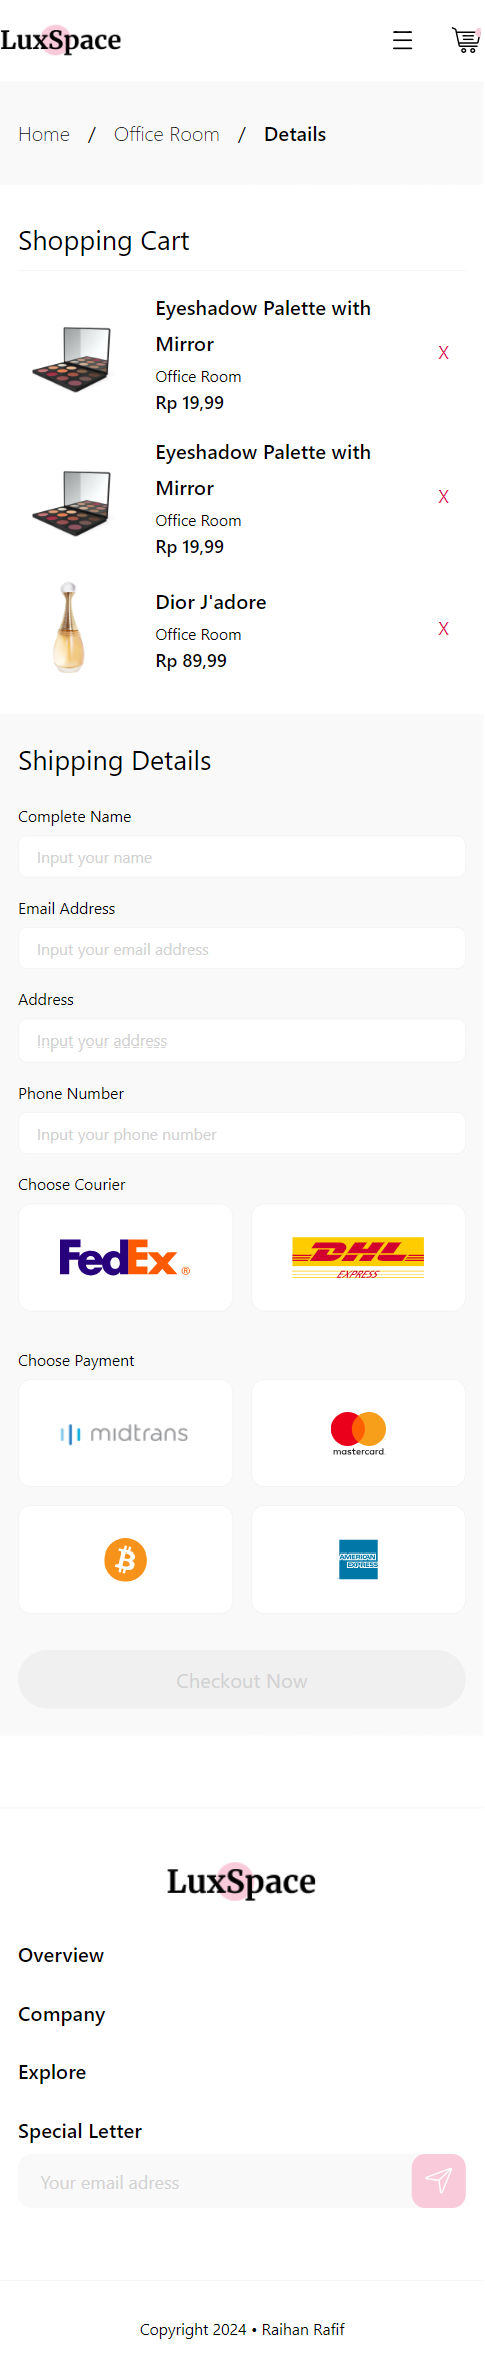 LuxSpace
Home / Office Room / Details
Shopping Cart
Eyeshadow Palette with
Mirror
Office Room
Rp 19,99
X
Eyeshadow Palette with
Mirror
Office Room
Rp 19,99
X
Dior J'adore
Office Room
Rp 89,99
X
Shipping Details
Complete Name
Input your name
Email Address
Input your email address
Address
Input your address
Phone Number
Input your phone number
Choose Courier
FedEx ®
DHL
EXPRESS
Choose Payment
midtrans
mastercard
AMERICAN
EXPRESS
Checkout Now
LuxSpace
Overview
Company
Explore
Special Letter
Your email adress
Copyright 2024 • Raihan Rafif